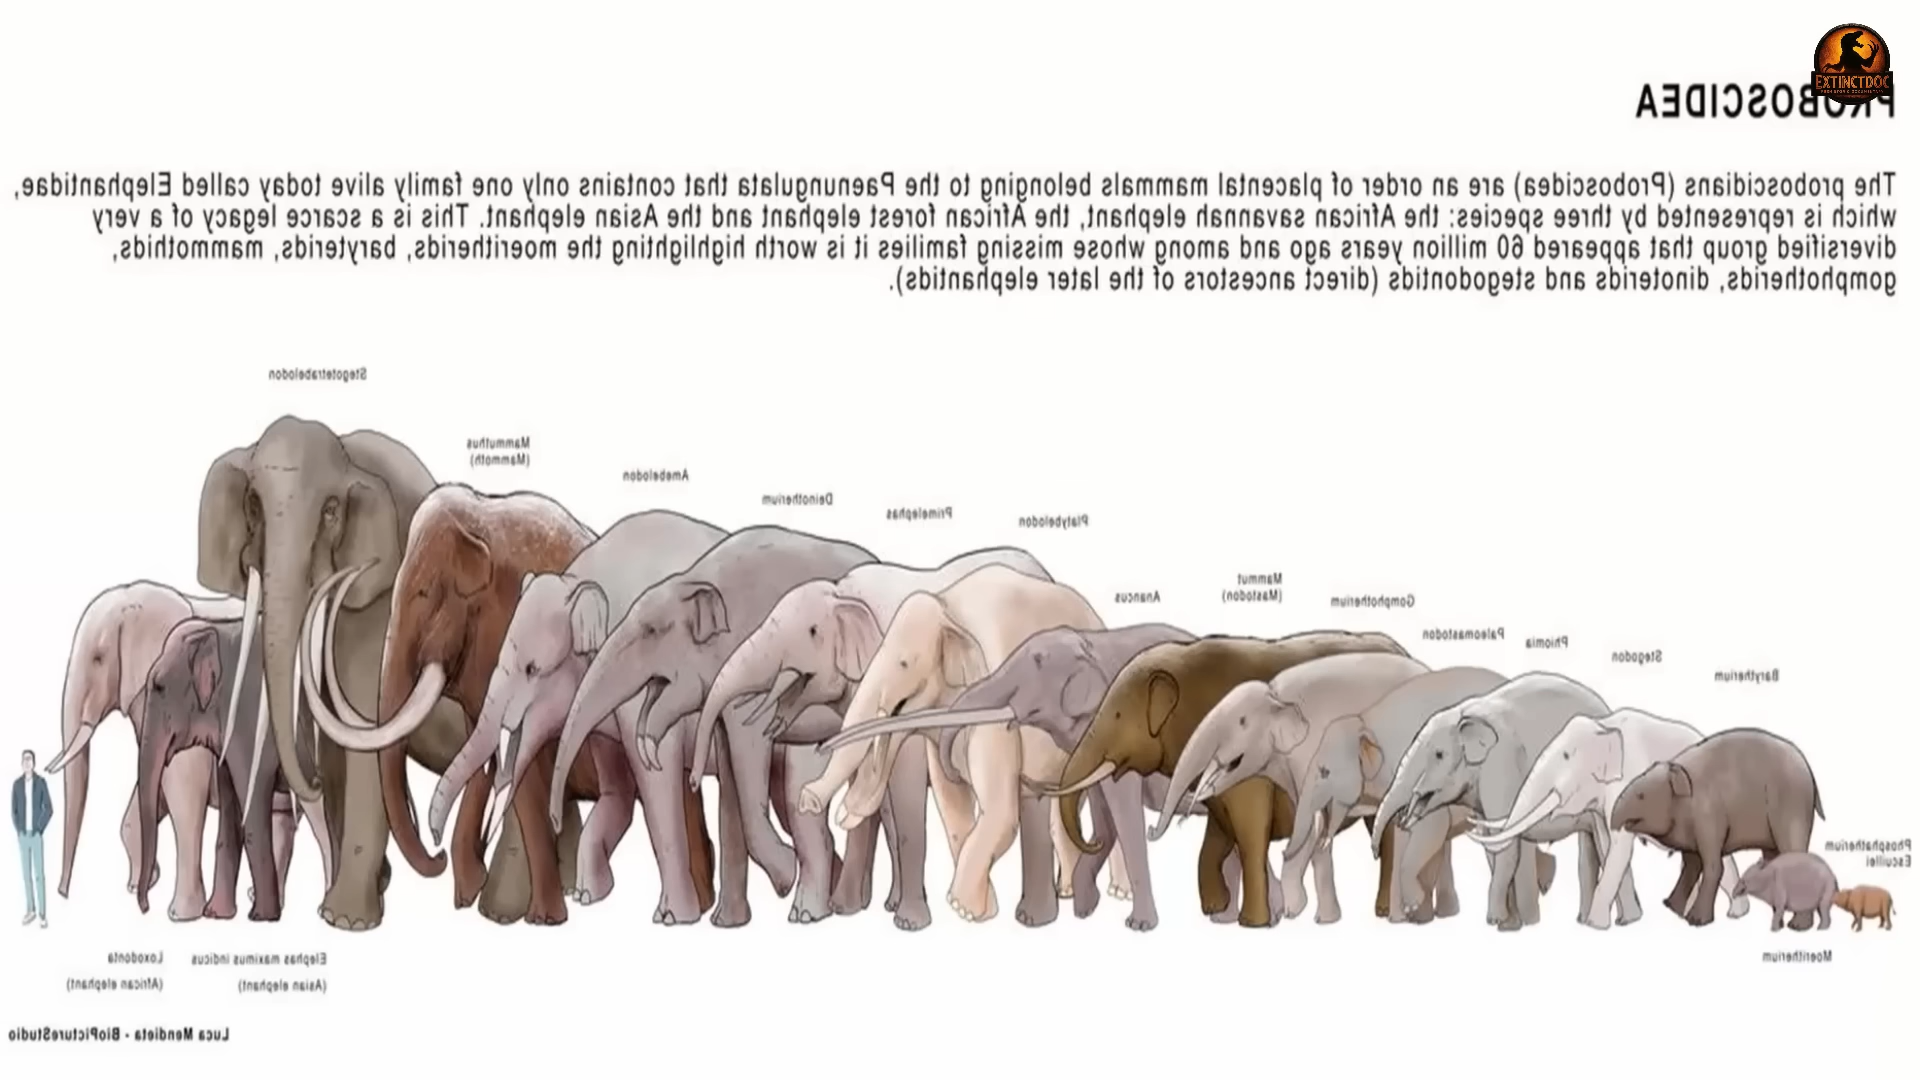 EXTINCTDOC
PROBOSCIDEA
The proboscidians (Proboscidea) are an order of placental mammals belonging to the Paenungulata that contains only one family alive today called Elephantidae,
which is represented by three species: the African savannah elephant, the African forest elephant and the Asian elephant. This is a scarce legacy of a very
diversified group that appeared 60 million years ago and among whose missing families it is worth highlighting the moeritherids, baryterids, mammothids,
gomphotherids, dinoterids and stegodontids (direct ancestors of the later elephantids).
Stegotetrabelodon
Mammuthus
(Mammoth)
Amebelodon
Deinotherium
Primelephas
Platybelodon
Anancus
Mammut
(Mastodon)
Gomphotherium
Paleomastodon
Phiomia
Stegodon
Barytherium
Phosphatherium
Escuillei
Moeritherium
Elephas maximus indicus
(Asian elephant)
Loxodonta
(African elephant)
Luca Mendieta - BioPictureStudio